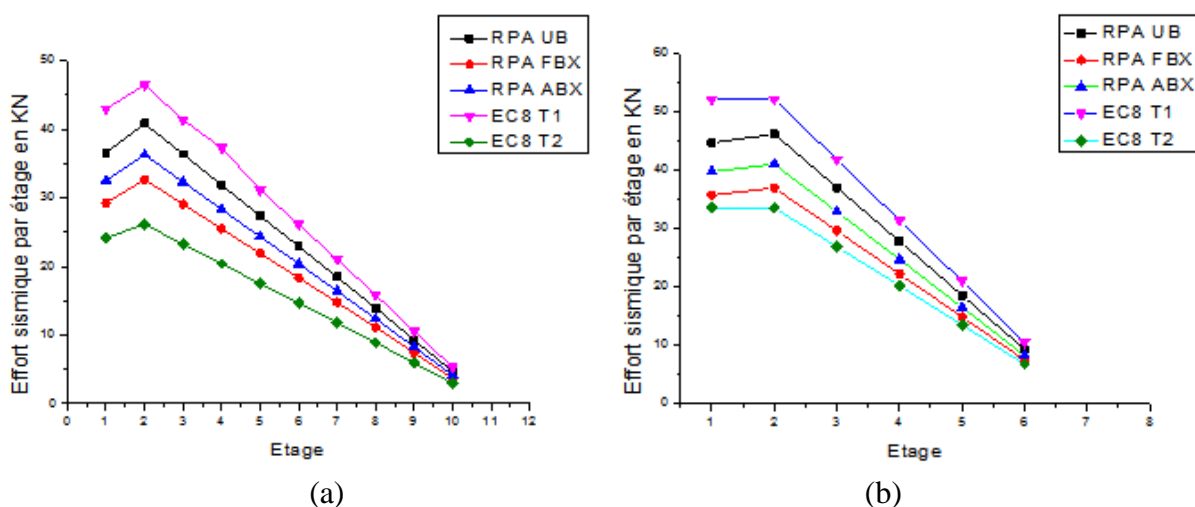 RPA UB
RPA FBX
RPA ABX
EC8 T1
EC8 T2
Effort sismique par étage en KN
50
40
30
20
10
0
0 1 2 3 4 5 6 7 8 9 10 11 12
Etage
(a)
RPA UB
RPA FBX
RPA ABX
EC8 T1
EC8 T2
Effort sismique par étage en KN
60
50
40
30
20
10
0
1 2 3 4 5 6 7 8
Etage
(b)